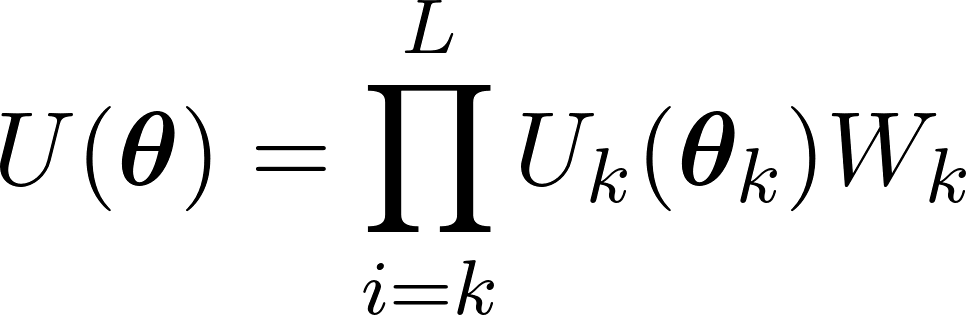 U(θ) = ∏_{i=k}^{L} U_k(θ_k)W_k